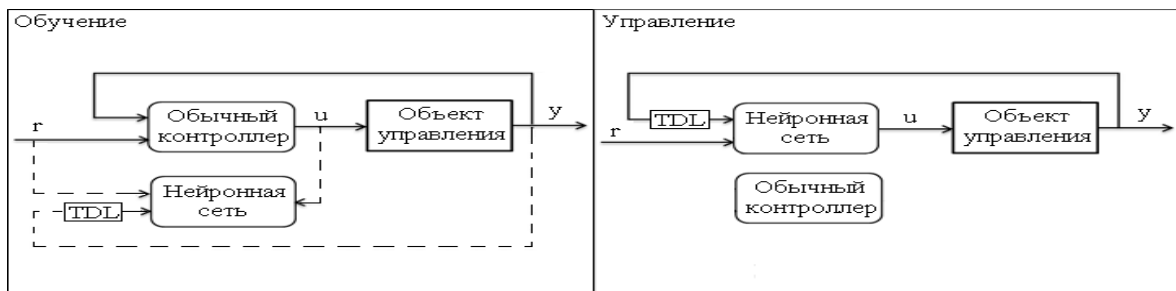 Обучение
Обычный
контроллер
r
u
Объект
управления
y
Нейронная
сеть
TDL
Управление
TDL
r
Нейронная
сеть
u
Объект
управления
y
Обычный
контроллер